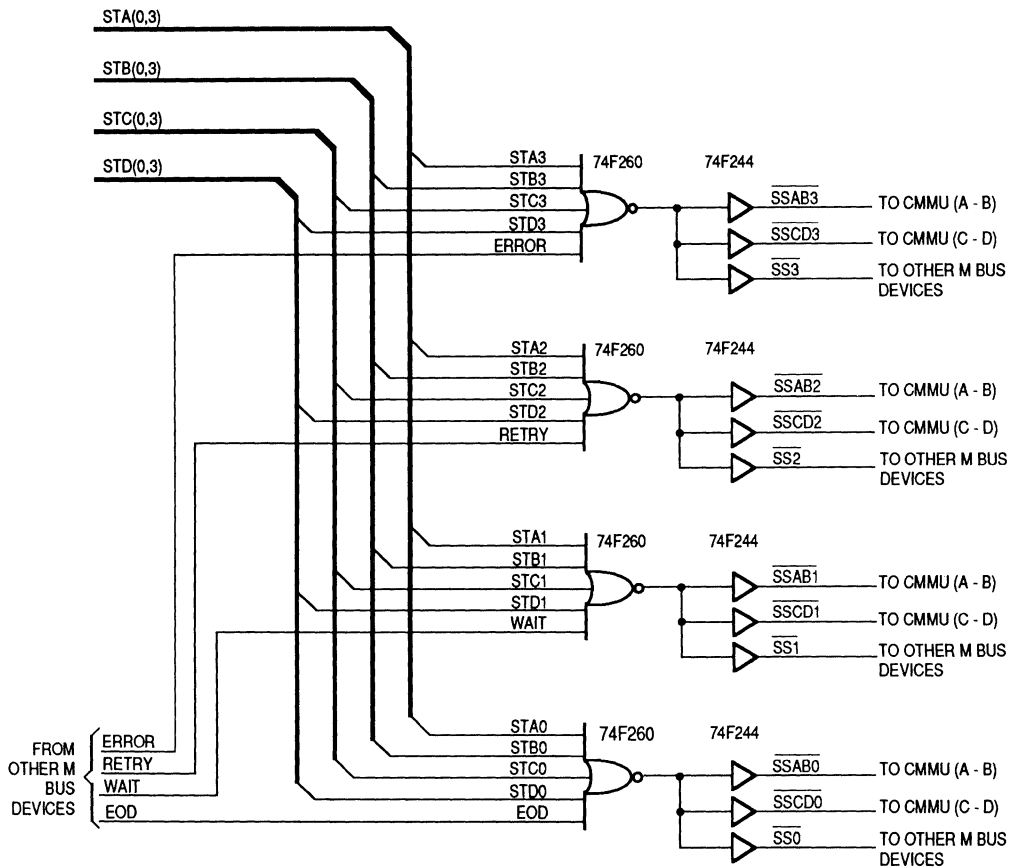 STA(0,3)
STB(0,3)
STC(0,3)
STD(0,3)
STA3 74F260 74F244
STB3
STC3
STD3
ERROR
SSAB3 TO CMMU (A - B)
SSCD3 TO CMMU (C - D)
SS3 TO OTHER M BUS
DEVICES
STA2 74F260 74F244
STB2
STC2
STD2
RETRY
SSAB2 TO CMMU (A - B)
SSCD2 TO CMMU (C - D)
SS2 TO OTHER M BUS
DEVICES
STA1 74F260 74F244
STB1
STC1
STD1
WAIT
SSAB1 TO CMMU (A - B)
SSCD1 TO CMMU (C - D)
SS1 TO OTHER M BUS
DEVICES
STA0 74F260 74F244
STB0
STC0
STD0
EOD
SSAB0 TO CMMU (A - B)
SSCD0 TO CMMU (C - D)
SS0 TO OTHER M BUS
DEVICES
FROM
OTHER M
BUS
DEVICES
ERROR
RETRY
WAIT
EOD